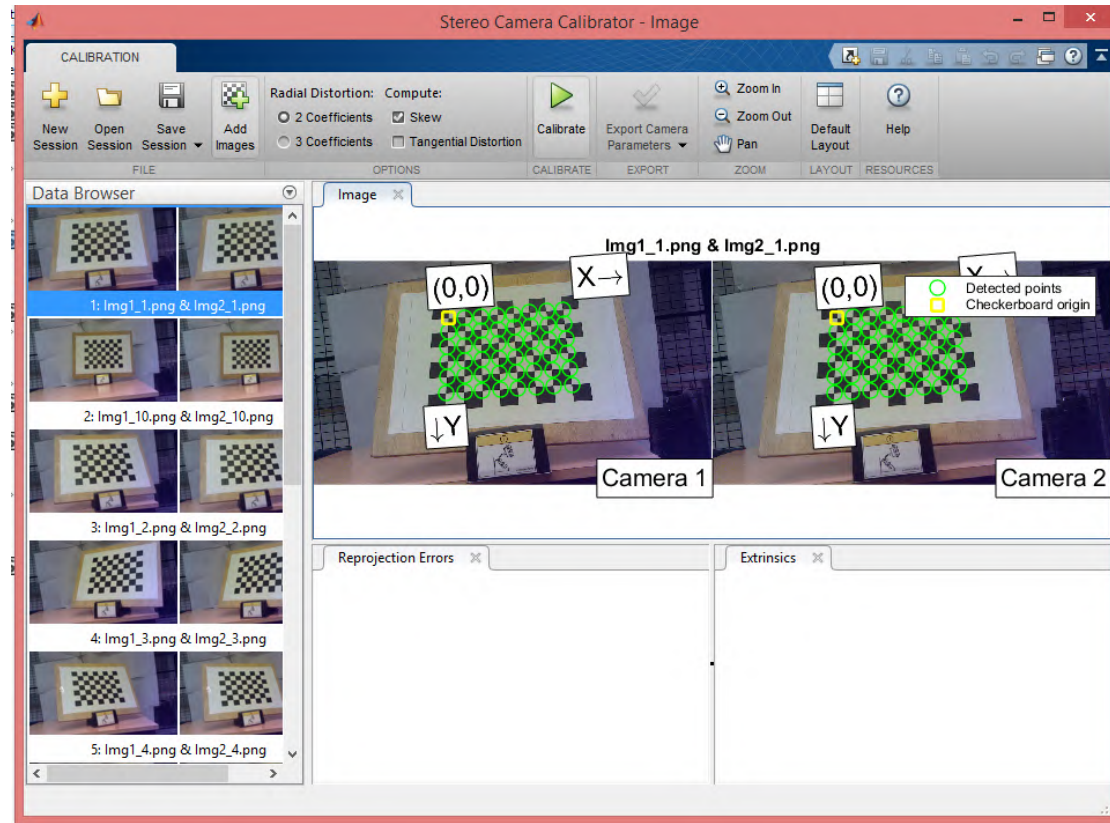 Stereo Camera Calibrator - Image
CALIBRATION
New Session
Open Session
Save Session
Add Images
FILE
Radial Distortion:
2 Coefficients
3 Coefficients
Compute:
Skew
Tangential Distortion
OPTIONS
Calibrate
CALIBRATE
Export Camera Parameters
EXPORT
Zoom In
Zoom Out
Pan
ZOOM
Default Layout
LAYOUT
Help
RESOURCES
Data Browser
1: Img1_1.png & Img2_1.png
2: Img1_10.png & Img2_10.png
3: Img1_2.png & Img2_2.png
4: Img1_3.png & Img2_3.png
5: Img1_4.png & Img2_4.png
Image
Img1_1.png & Img2_1.png
(0,0)
X→
↓Y
Camera 1
(0,0)
X→
Detected points
Checkerboard origin
↓Y
Camera 2
Reprojection Errors
Extrinsics